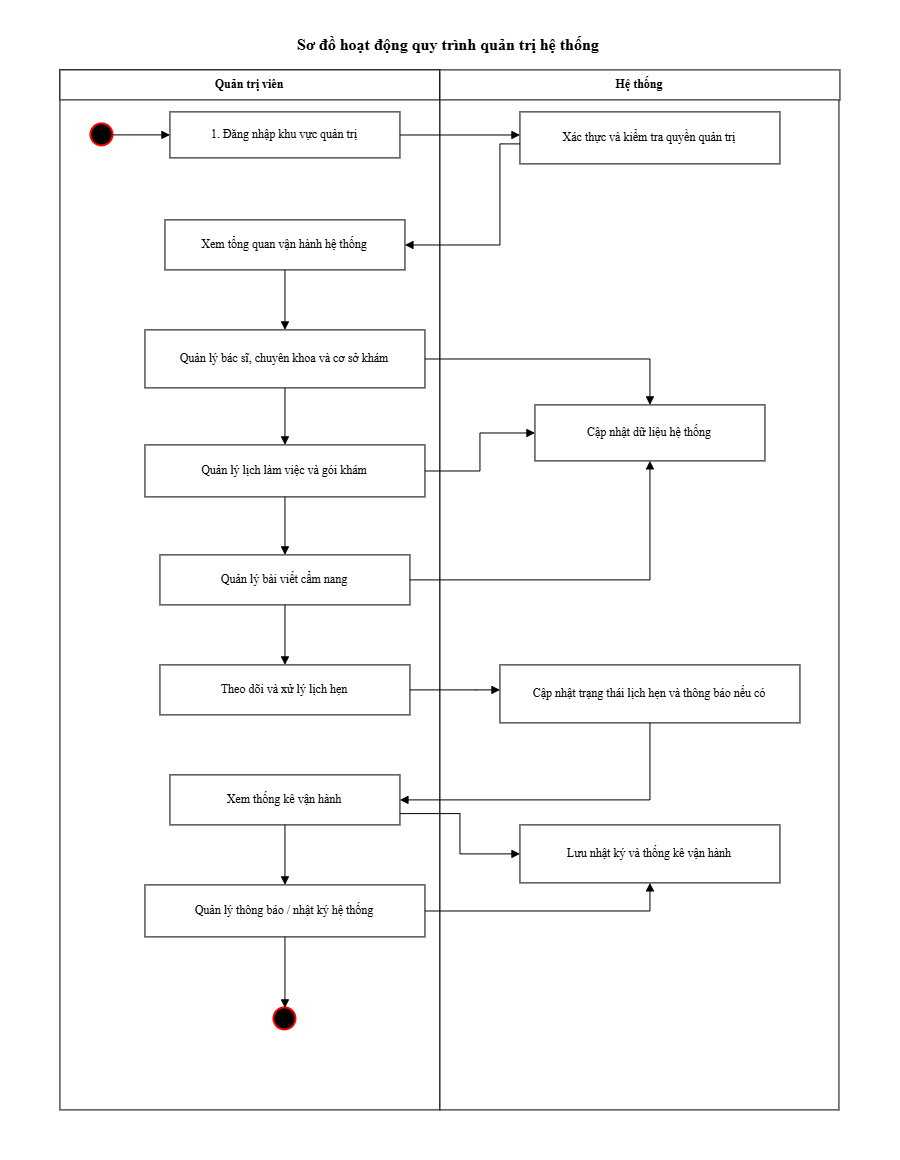 Sơ đồ hoạt động quy trình quản trị hệ thống
Quản trị viên
Hệ thống
1. Đăng nhập khu vực quản trị
Xác thực và kiểm tra quyền quản trị
Xem tổng quan vận hành hệ thống
Quản lý bác sĩ, chuyên khoa và cơ sở khám
Cập nhật dữ liệu hệ thống
Quản lý lịch làm việc và gói khám
Quản lý bài viết cẩm nang
Theo dõi và xử lý lịch hẹn
Cập nhật trạng thái lịch hẹn và thông báo nếu có
Xem thống kê vận hành
Lưu nhật ký và thống kê vận hành
Quản lý thông báo / nhật ký hệ thống